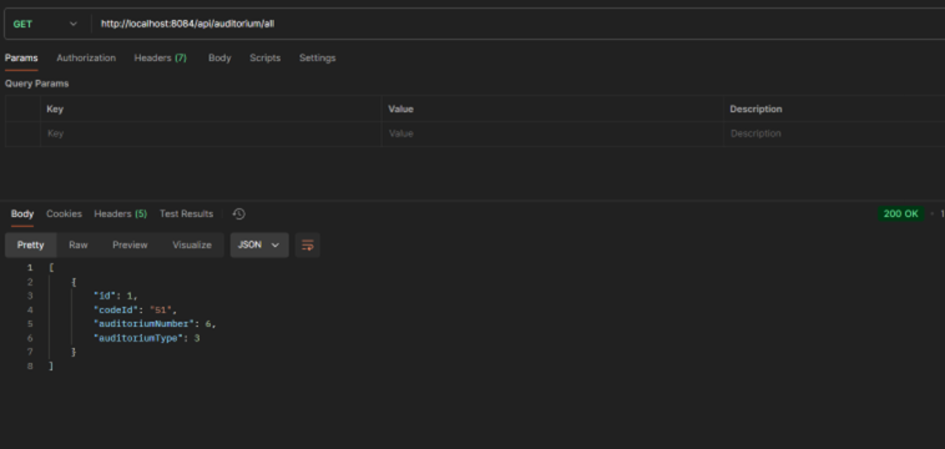 GET http://localhost:8084/api/auditorium/all
Params Authorization Headers (7) Body Scripts Settings
Query Params
Key Value Description
Key Value Description
Body Cookies Headers (5) Test Results 200 OK
Pretty Raw Preview Visualize JSON
1 [
2 {
3 "id": 1,
4 "codeId": "S1",
5 "auditoriumNumber": 6,
6 "auditoriumType": 3
7 }
8 ]